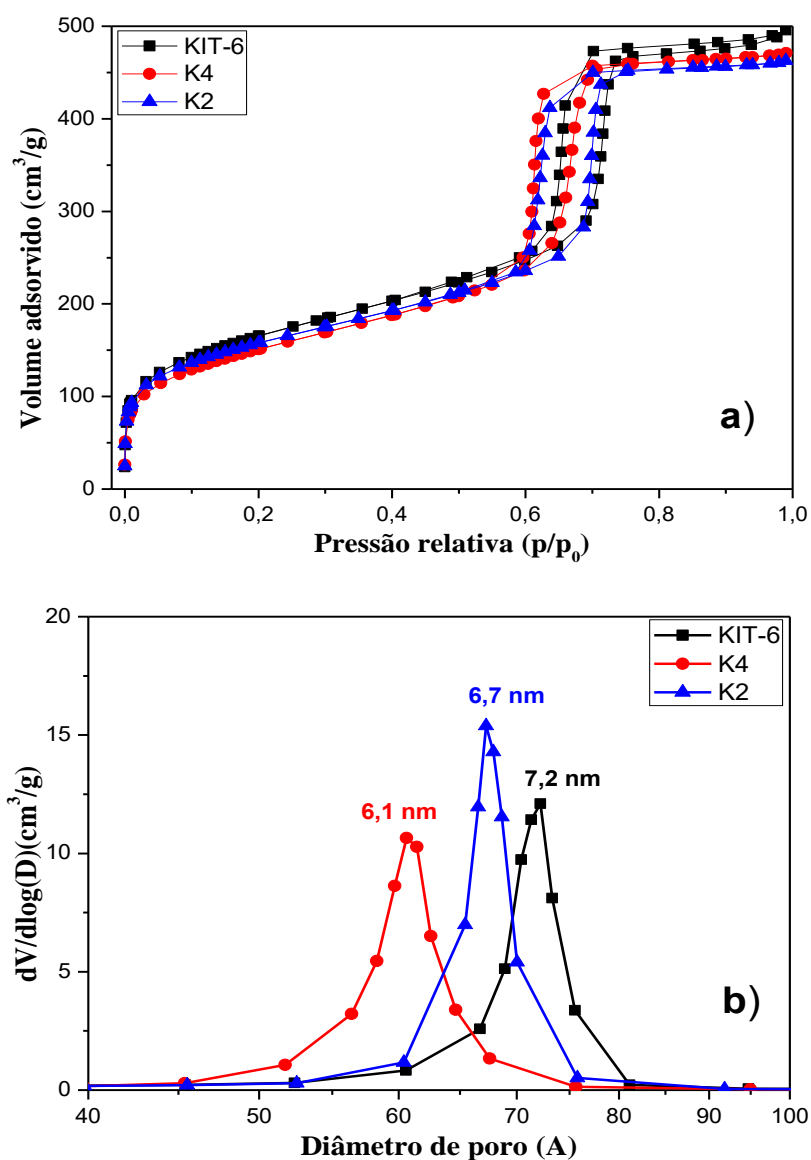 500
400
300
200
100
0
Volume adsorvido (cm³/g)
KIT-6
K4
K2
a)
0,0
0,2
0,4
0,6
0,8
1,0
Pressão relativa (p/p₀)
20
15
10
5
0
dV/dlog(D)(cm³/g)
KIT-6
K4
K2
6,7 nm
7,2 nm
6,1 nm
b)
40
50
60
70
80
90
100
Diâmetro de poro (A)